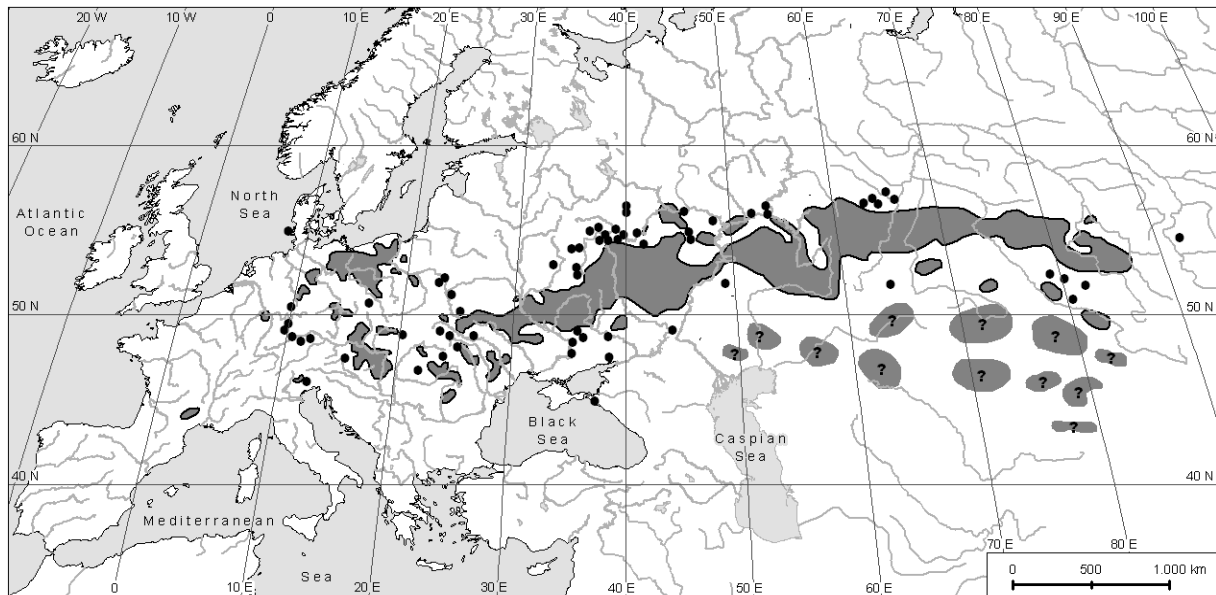 20 W
10 W
0
10 E
20 E
30 E
40 E
50 E
60 E
70 E
80 E
90 E
100 E
60 N
60 N
North
Sea
Atlantic
Ocean
50 N
50 N
?
?
?
?
?
?
?
?
?
?
?
Black
Sea
Caspian
Sea
40 N
40 N
Mediterranean
Sea
0
10 E
20 E
30 E
40 E
50 E
60 E
70 E
80 E
0
500
1.000 km